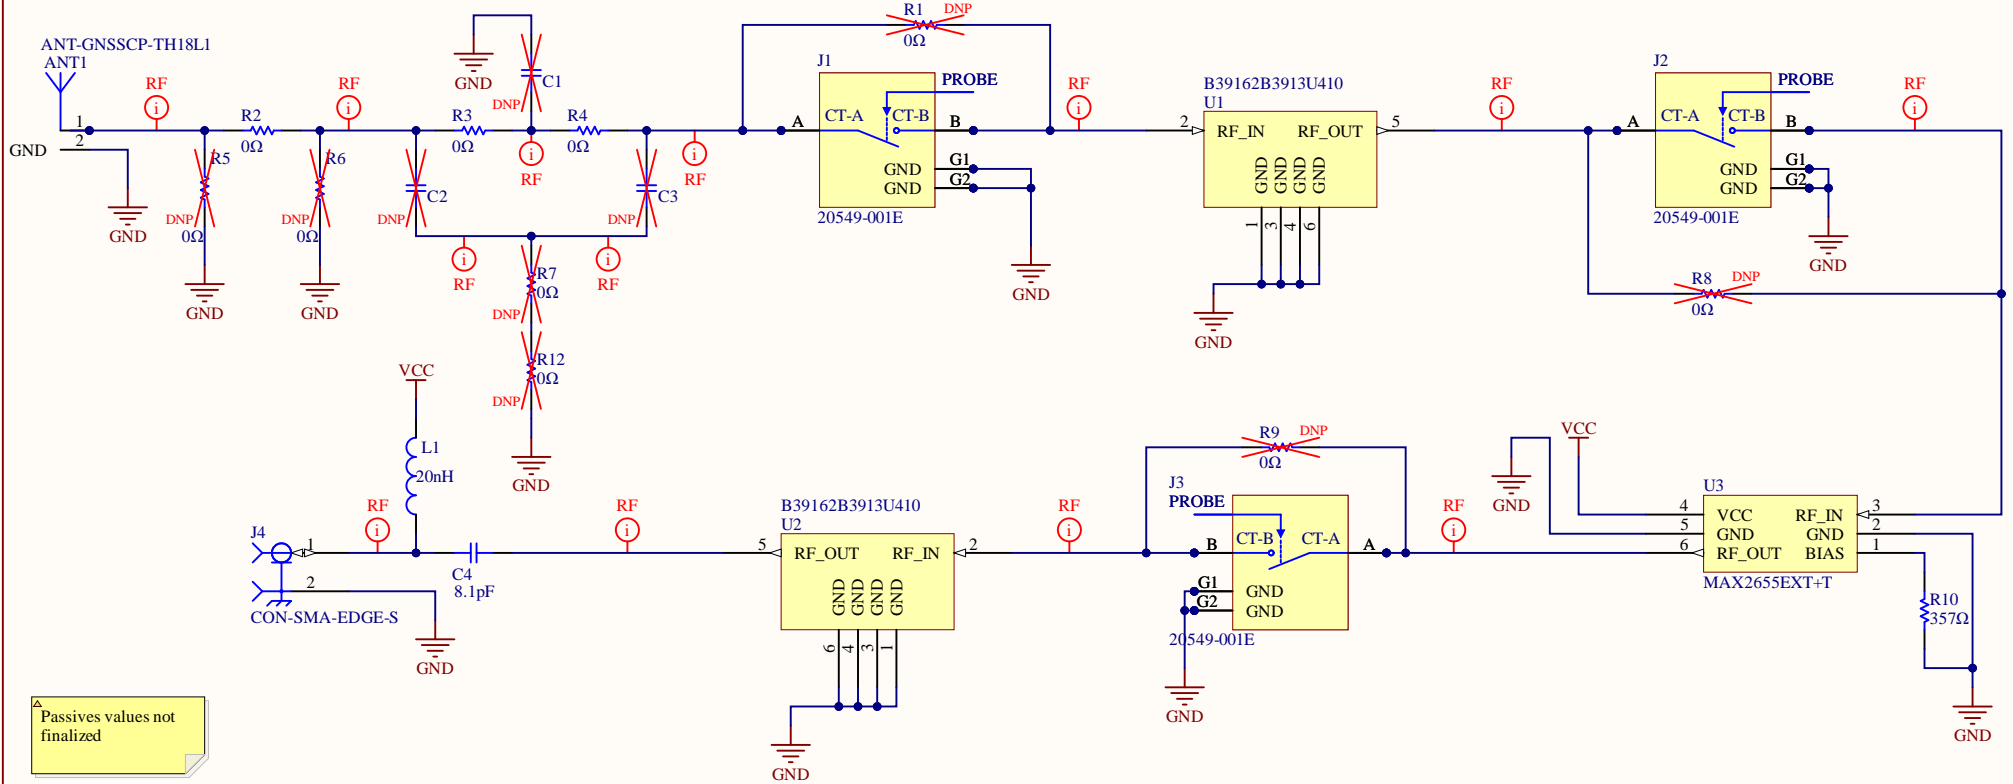 ANT-GNSSCP-TH18L1
ANT1
1
GND
2
GND
RF
i
R5
DNP
0Ω
GND
R2
0Ω
RF
i
R6
DNP
0Ω
GND
C2
DNP
R3
0Ω
GND
C1
DNP
i
RF
R4
0Ω
C3
DNP
i
RF
i
RF
i
RF
R7
0Ω
DNP
R12
0Ω
DNP
GND
R1
DNP
0Ω
J1
PROBE
A
CT-A
CT-B
B
GND
G1
GND
G2
20549-001E
GND
RF
i
B39162B3913U410
U1
2
RF_IN
RF_OUT
5
GND
GND
GND
GND
1
3
4
6
GND
RF
i
J2
PROBE
A
CT-A
CT-B
B
GND
G1
GND
G2
20549-001E
GND
RF
i
R8
DNP
0Ω
VCC
L1
20nH
J4
1
2
CON-SMA-EDGE-S
GND
RF
i
C4
8.1pF
RF
i
B39162B3913U410
U2
5
RF_OUT
RF_IN
2
GND
GND
GND
GND
6
4
3
1
GND
RF
i
R9
DNP
0Ω
J3
PROBE
B
CT-B
CT-A
A
G1
GND
G2
GND
20549-001E
GND
RF
i
GND
VCC
U3
4
VCC
RF_IN
3
5
GND
GND
2
6
RF_OUT
BIAS
1
MAX2655EXT+T
R10
357Ω
GND
Passives values not
finalized